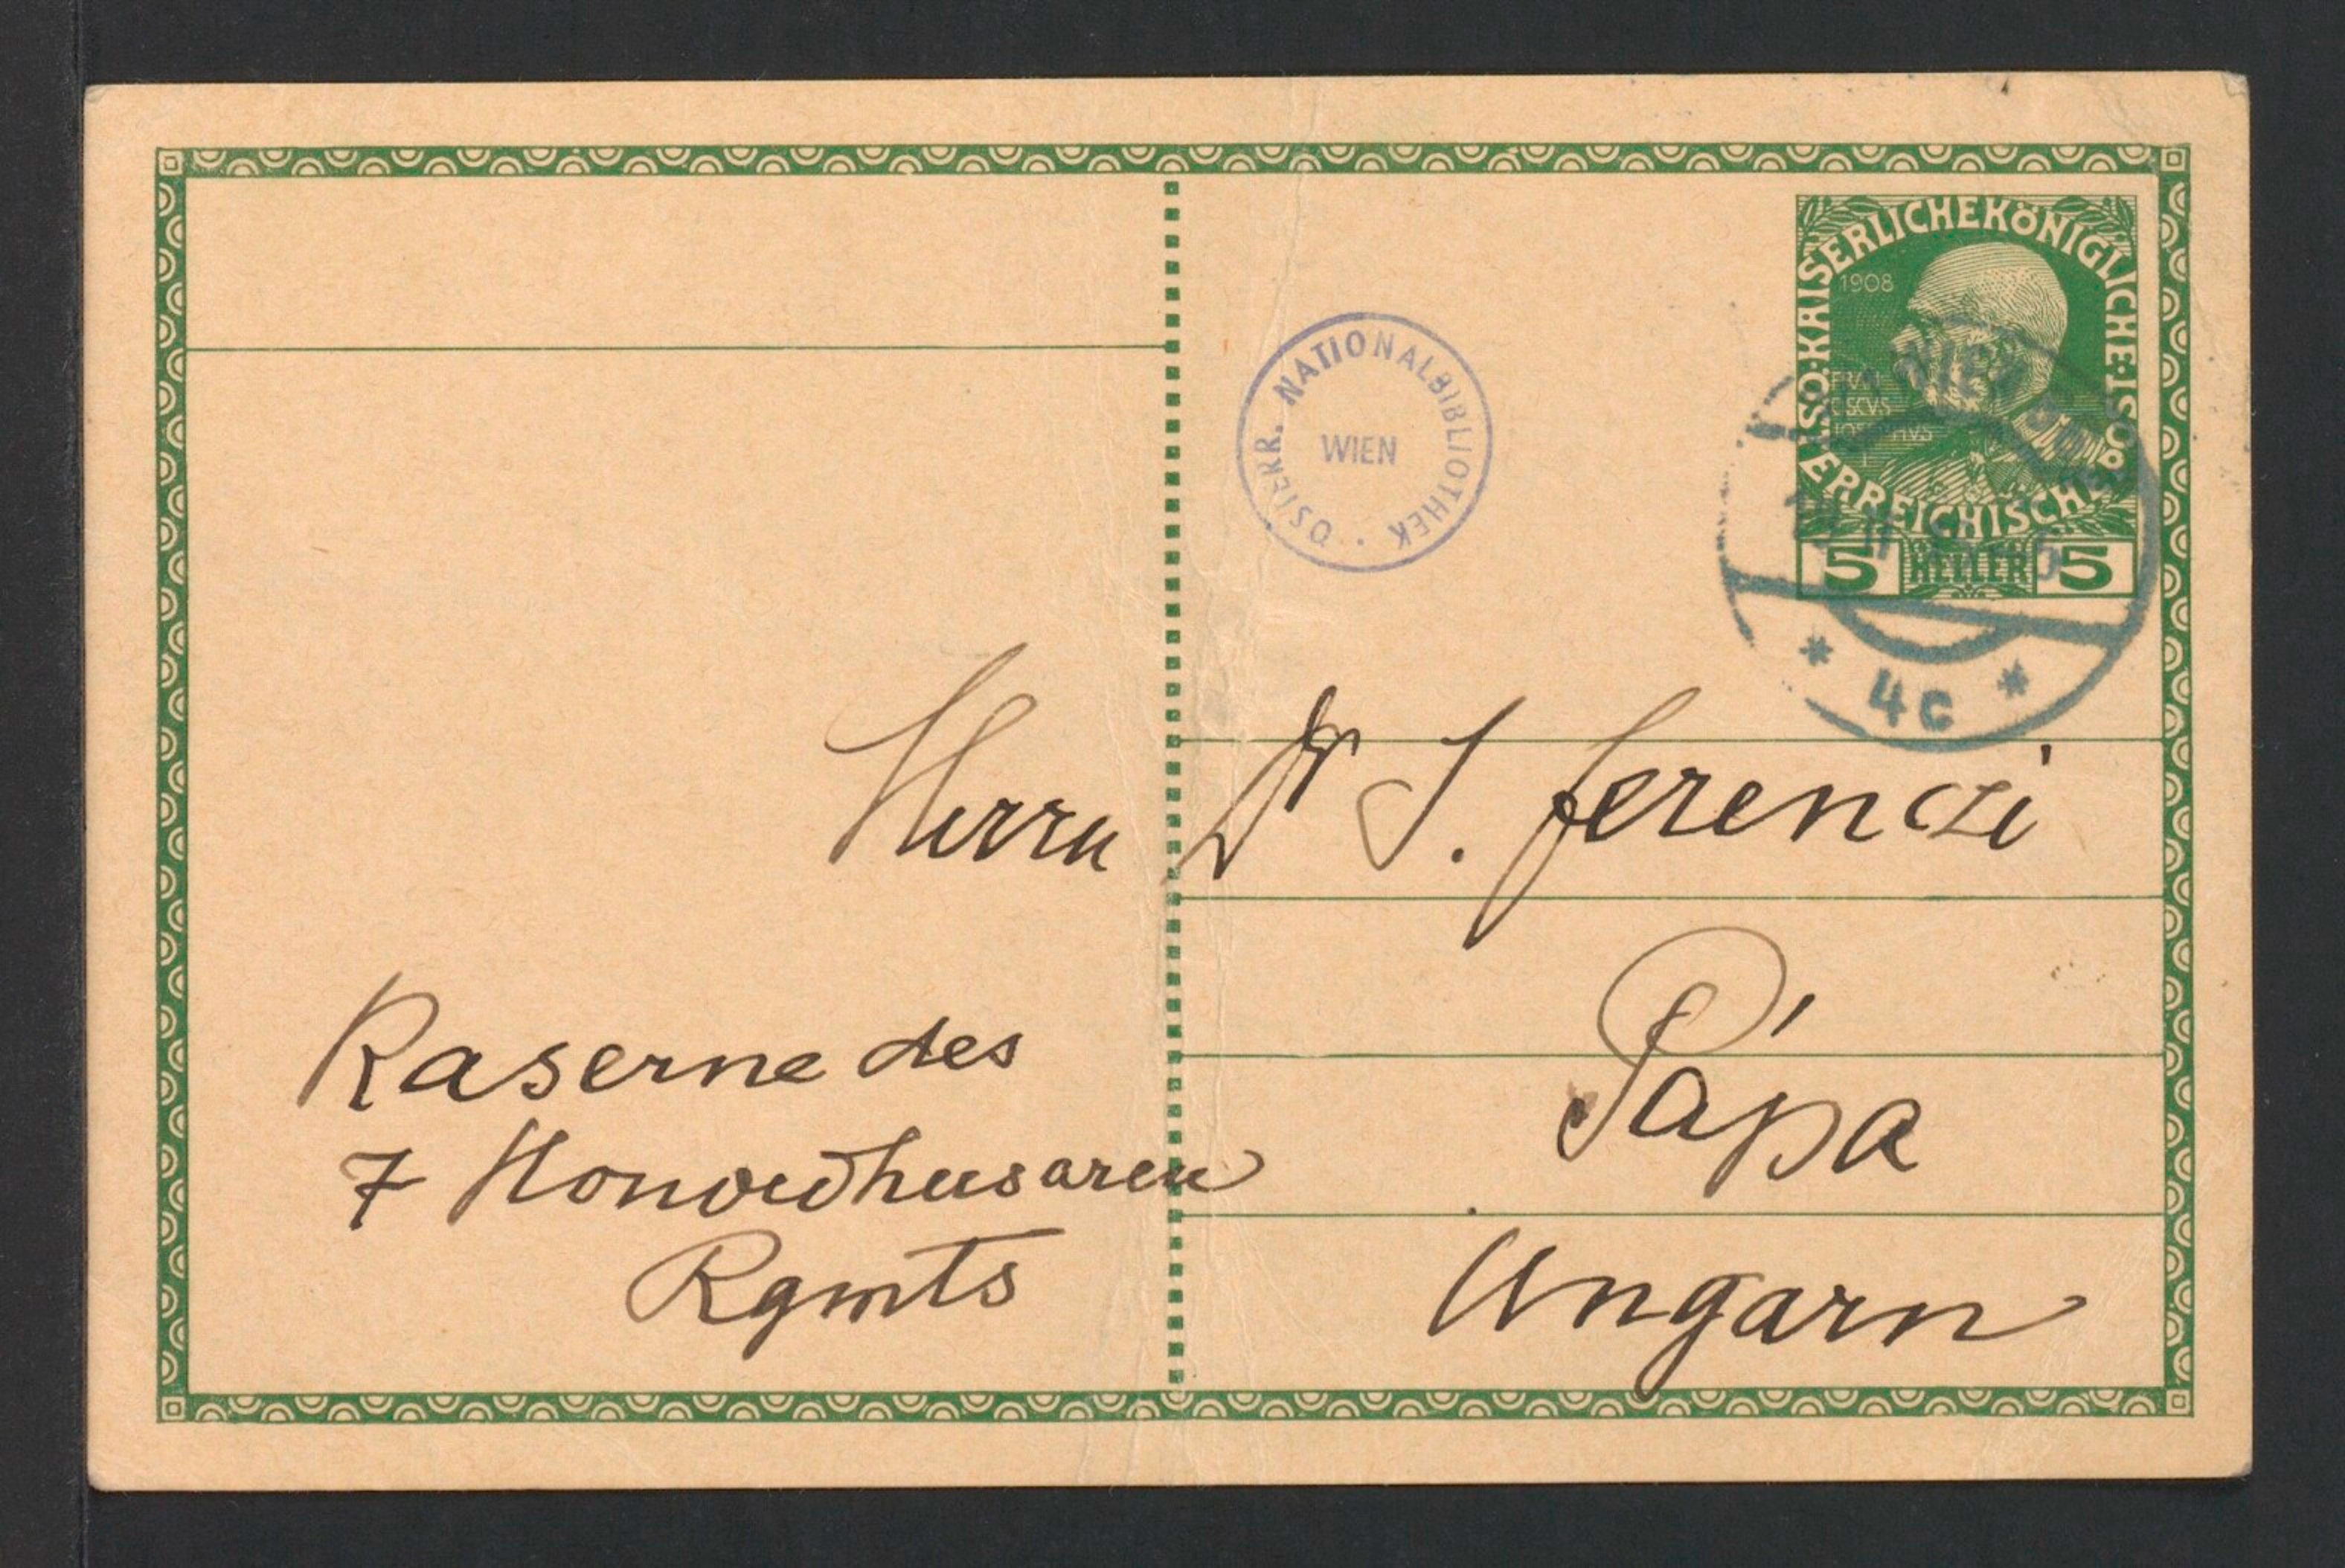 KAISERLICHE KÖNIGLICHE
1908
ÖSTERREICHISCHE
5 HELLER 5
ÖSTERR. NATIONALBIBLIOTHEK
WIEN
* 4c *
Herrn Dr S. Ferenczi
Pápa
Ungarn
Kaserne des
7 Honvedhusaren
Rgmts